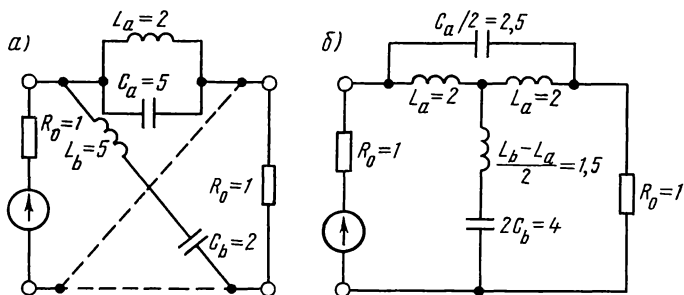 а)
L_a=2
C_a=5
R_0=1
L_b=5
R_0=1
C_b=2
б)
C_a/2=2,5
L_a=2
L_a=2
R_0=1
\frac{L_b-L_a}{2}=1,5
2C_b=4
R_0=1